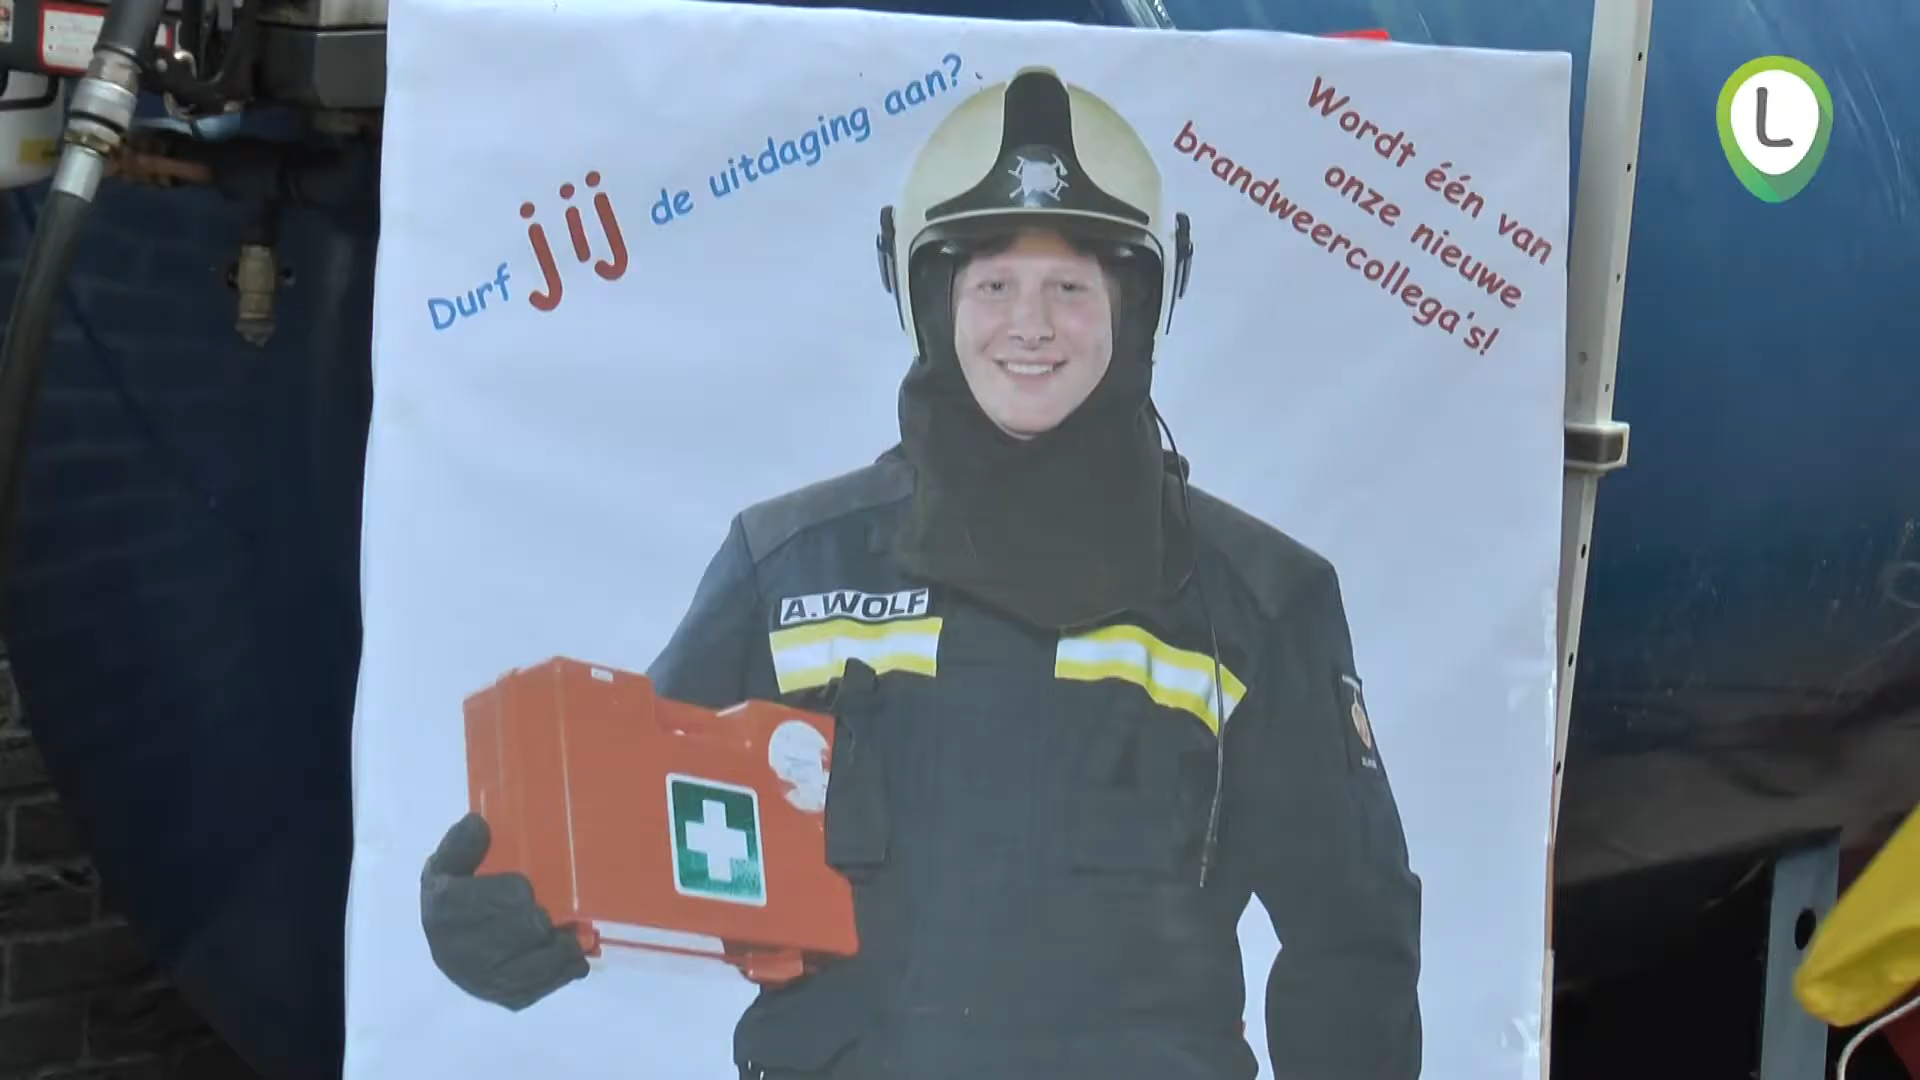 Durf jij de uitdaging aan?
Wordt één van
onze nieuwe
brandweercollega's!
A.WOLF
L